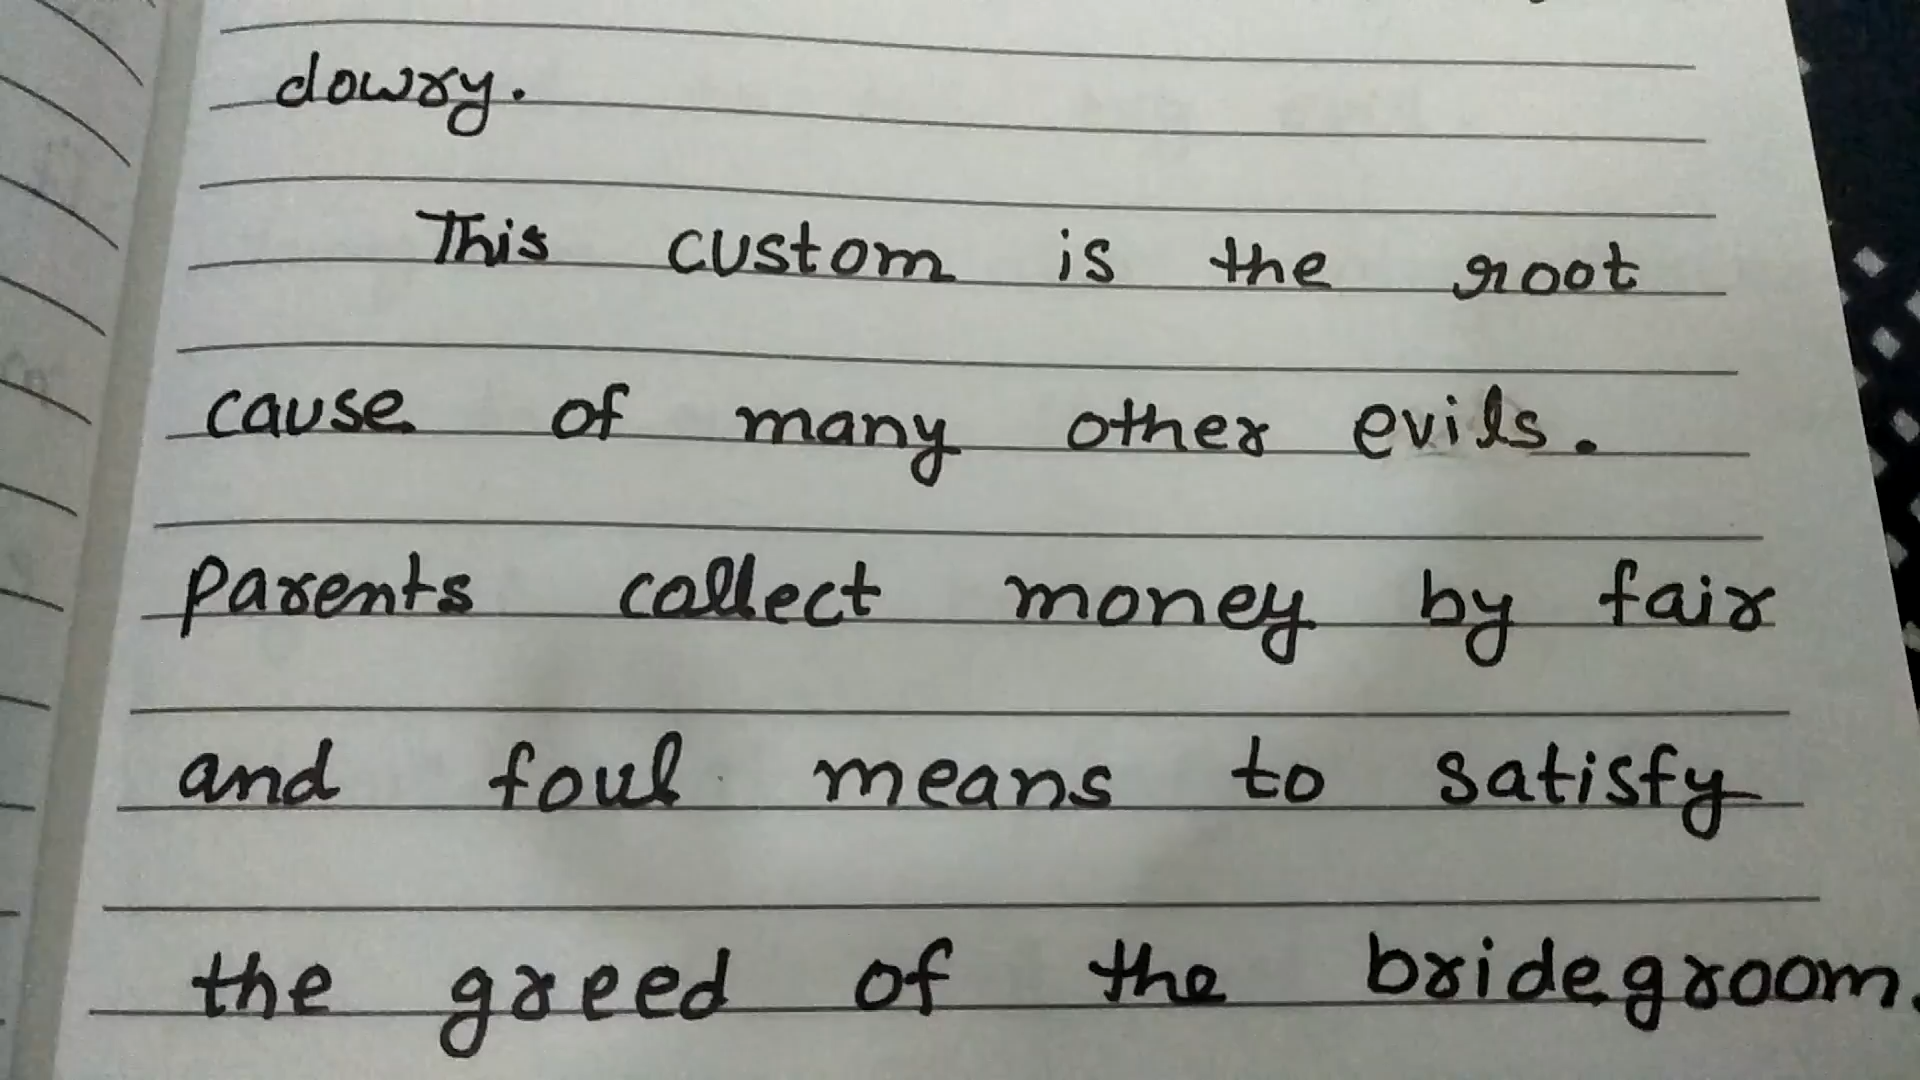 dowry.
This custom is the root
cause of many other evils.
parents collect money by fair
and foul means to satisfy
the greed of the bridegroom.